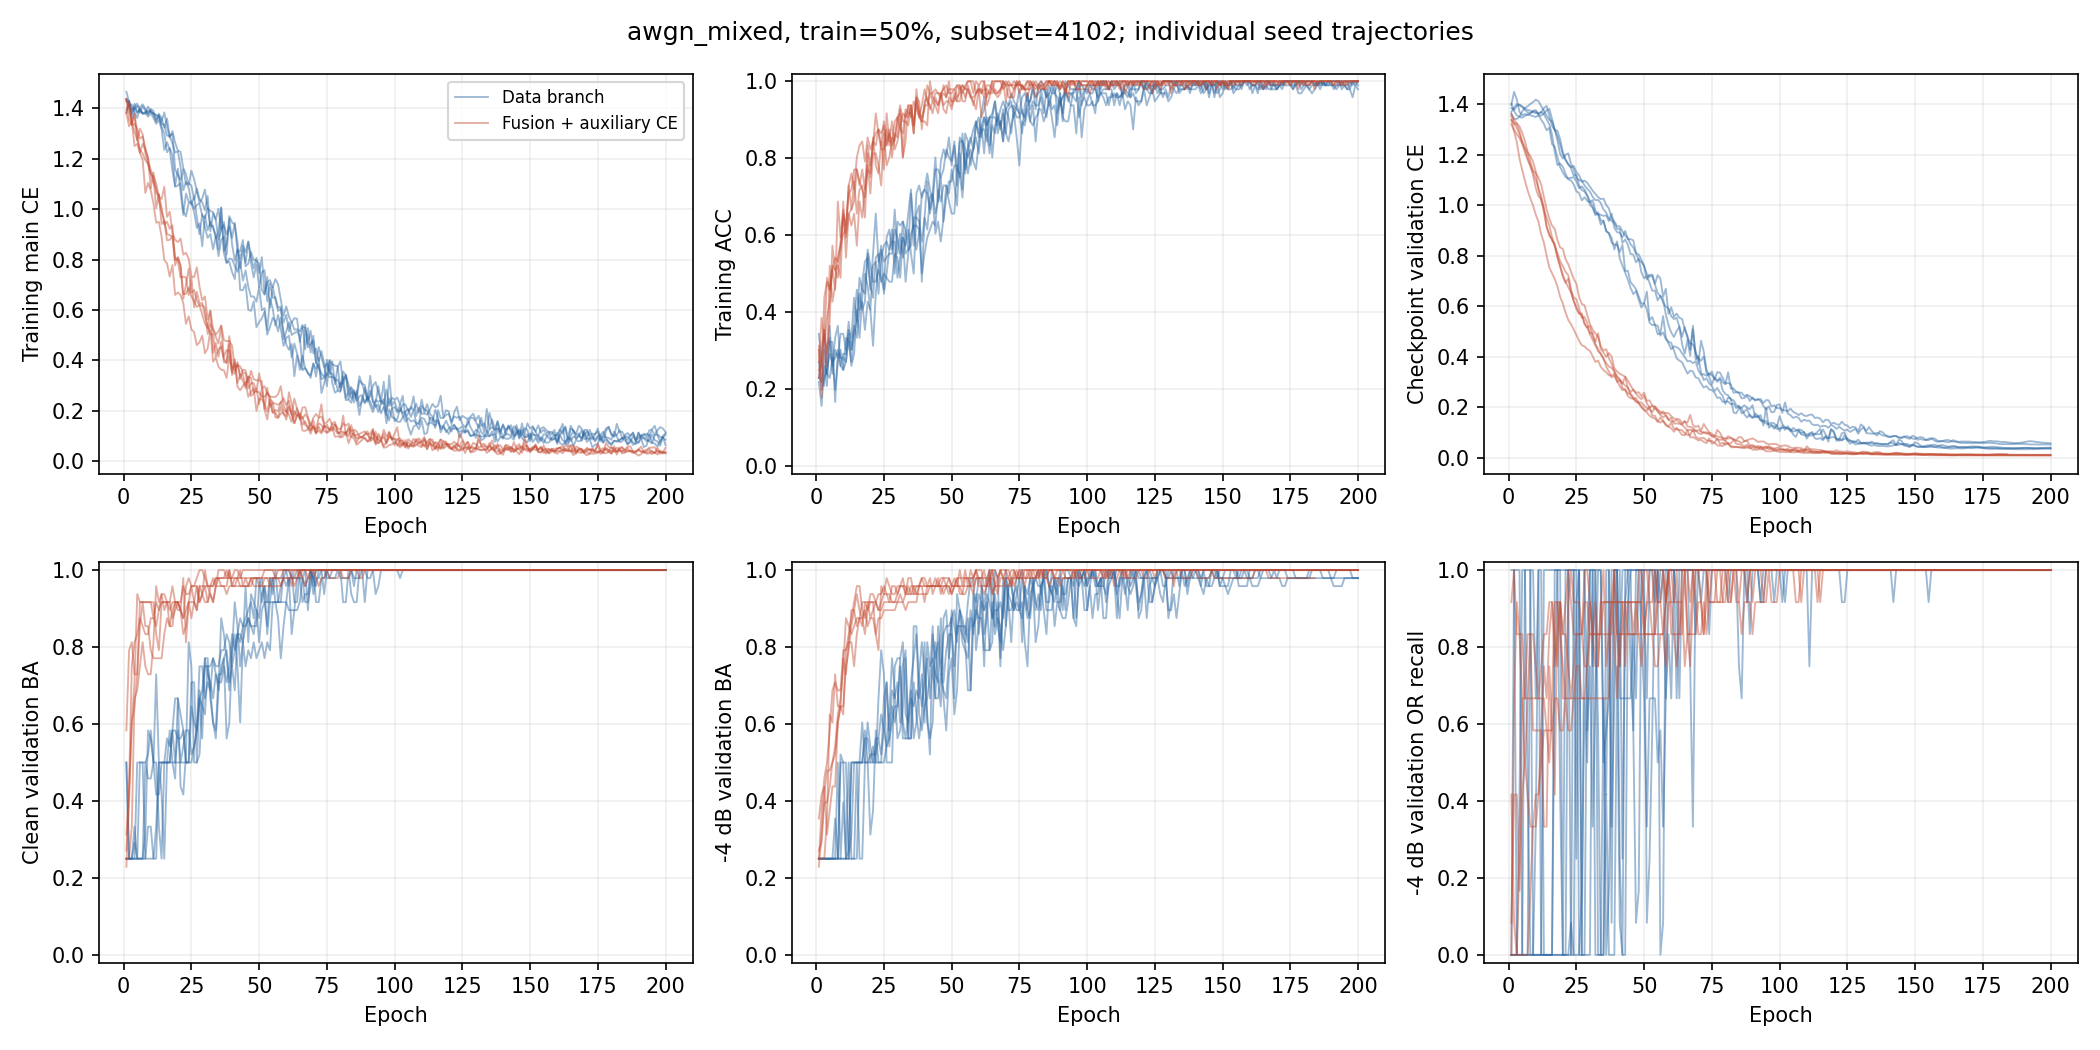 awgn_mixed, train=50%, subset=4102; individual seed trajectories
Training main CE
1.4
1.2
1.0
0.8
0.6
0.4
0.2
0.0
Data branch
Fusion + auxiliary CE
0 25 50 75 100 125 150 175 200
Epoch
Training ACC
1.0
0.8
0.6
0.4
0.2
0.0
0 25 50 75 100 125 150 175 200
Epoch
Checkpoint validation CE
1.4
1.2
1.0
0.8
0.6
0.4
0.2
0.0
0 25 50 75 100 125 150 175 200
Epoch
Clean validation BA
1.0
0.8
0.6
0.4
0.2
0.0
0 25 50 75 100 125 150 175 200
Epoch
-4 dB validation BA
1.0
0.8
0.6
0.4
0.2
0.0
0 25 50 75 100 125 150 175 200
Epoch
-4 dB validation OR recall
1.0
0.8
0.6
0.4
0.2
0.0
0 25 50 75 100 125 150 175 200
Epoch